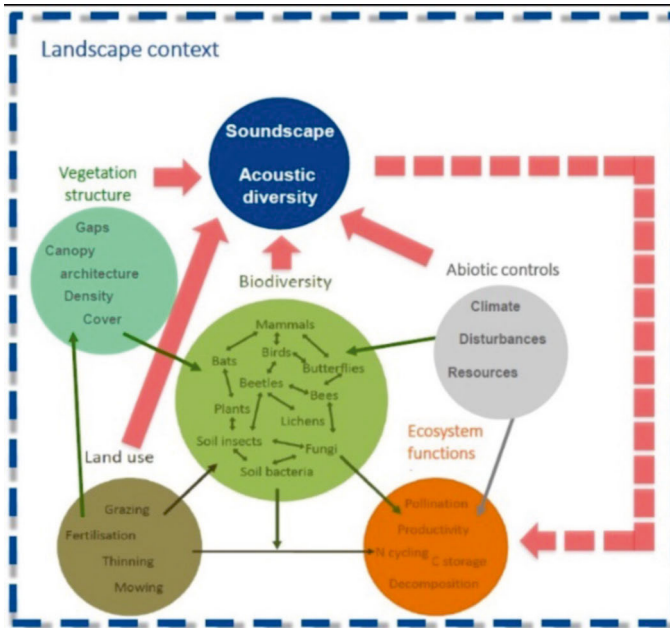 Landscape context
Soundscape
Acoustic
diversity
Vegetation
structure
Gaps
Canopy
architecture
Density
Cover
Biodiversity
Mammals
Birds
Bats
Butterflies
Beetles
Bees
Plants
Lichens
Soil insects
Fungi
Soil bacteria
Abiotic controls
Climate
Disturbances
Resources
Land use
Grazing
Fertilisation
Thinning
Mowing
Ecosystem
functions
Pollination
Productivity
N cycling
C storage
Decomposition